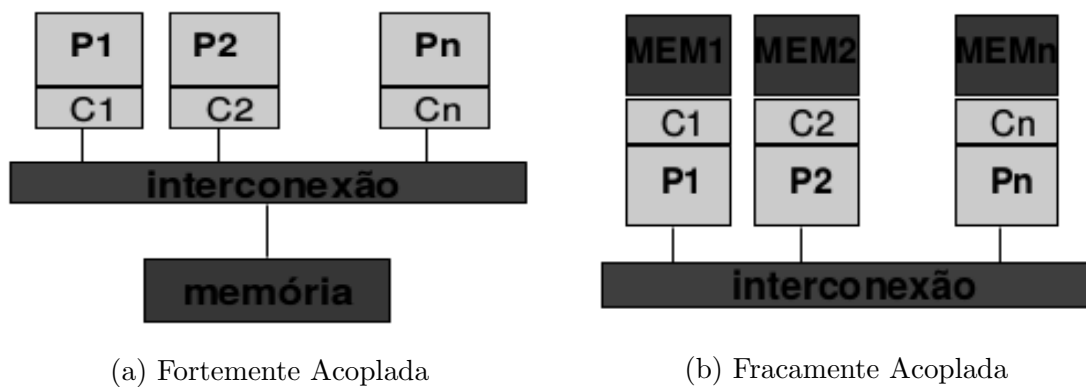 P1 P2 Pn
C1 C2 Cn
interconexão
memória
(a) Fortemente Acoplada
MEM1 MEM2 MEMn
C1 C2 Cn
P1 P2 Pn
interconexão
(b) Fracamente Acoplada